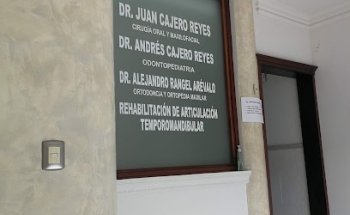 DR. JUAN CAJERO REYES
CIRUGÍA ORAL Y MAXILOFACIAL
DR. ANDRÉS CAJERO REYES
ODONTOPEDIATRIA
DR. ALEJANDRO RANGEL ARÉVALO
ORTODONCIA Y ORTOPEDIA MAXILAR
REHABILITACIÓN DE ARTICULACIÓN
TEMPOROMANDIBULAR